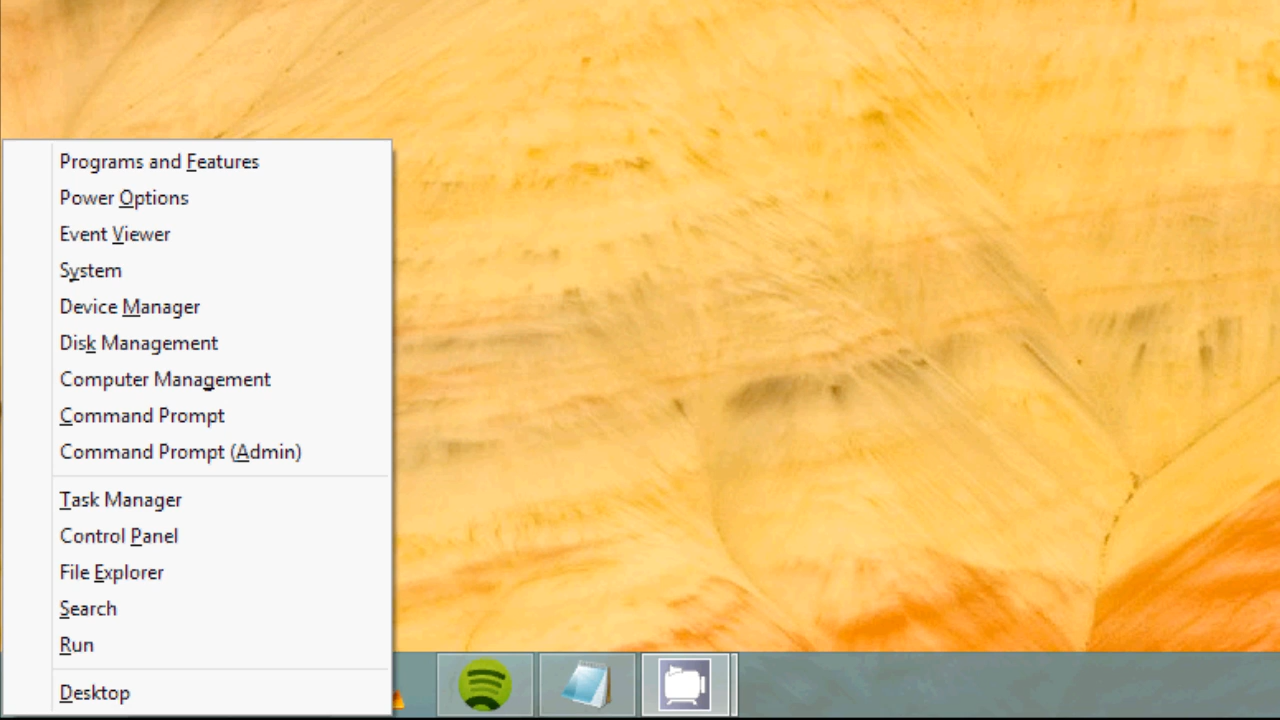 Programs and Features
Power Options
Event Viewer
System
Device Manager
Disk Management
Computer Management
Command Prompt
Command Prompt (Admin)
Task Manager
Control Panel
File Explorer
Search
Run
Desktop